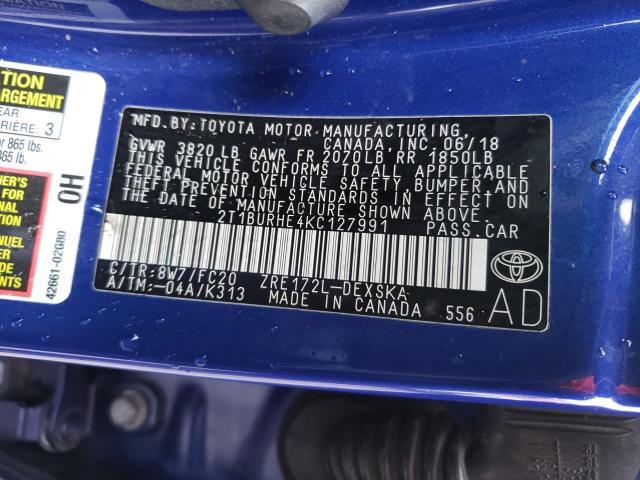 TION
ARGEMENT
EAR
RIÈRE: 3
or 865 lbs.
865 lb.
HO
42661-02G80
MFD.BY:TOYOTA MOTOR MANUFACTURING,
CANADA, INC. 06/18
GVWR 3820 LB GAWR FR 2070LB RR 1850LB
THIS VEHICLE CONFORMS TO ALL APPLICABLE
FEDERAL MOTOR VEHICLE SAFETY, BUMPER, AND
THEFT PREVENTION STANDARDS IN EFFECT ON
THE DATE OF MANUFACTURE SHOWN ABOVE.
2T1BURHE4KC127991 PASS.CAR
C/TR:8W7/FC20 ZRE172L-DEXSKA
A/TM:-04A/K313 MADE IN CANADA 556 AD
TOYOTA